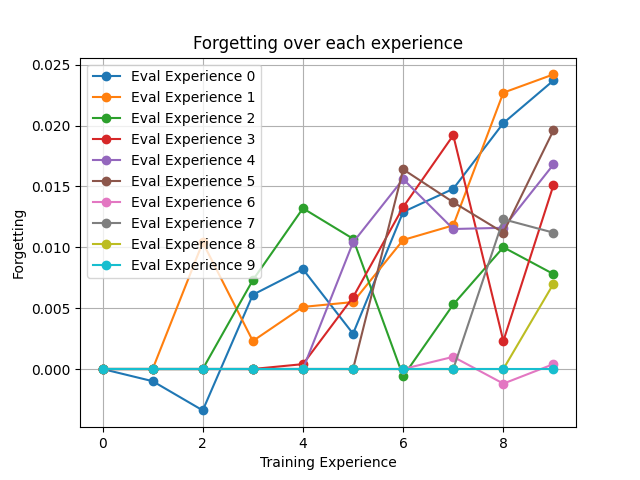 Forgetting over each experience
0.025
0.020
0.015
0.010
0.005
0.000
Forgetting
Eval Experience 0
Eval Experience 1
Eval Experience 2
Eval Experience 3
Eval Experience 4
Eval Experience 5
Eval Experience 6
Eval Experience 7
Eval Experience 8
Eval Experience 9
0 2 4 6 8
Training Experience